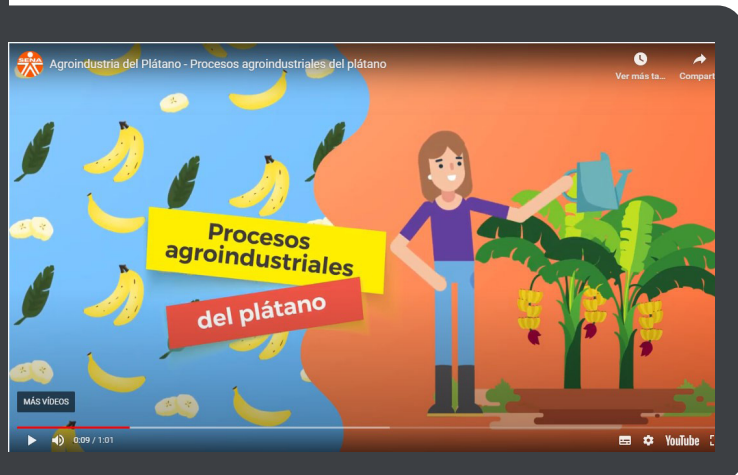 SENA
Agroindustria del Plátano - Procesos agroindustriales del plátano
Ver más ta...
Compart
Procesos
agroindustriales
del plátano
MÁS VÍDEOS
0:09 / 1:01
YouTube